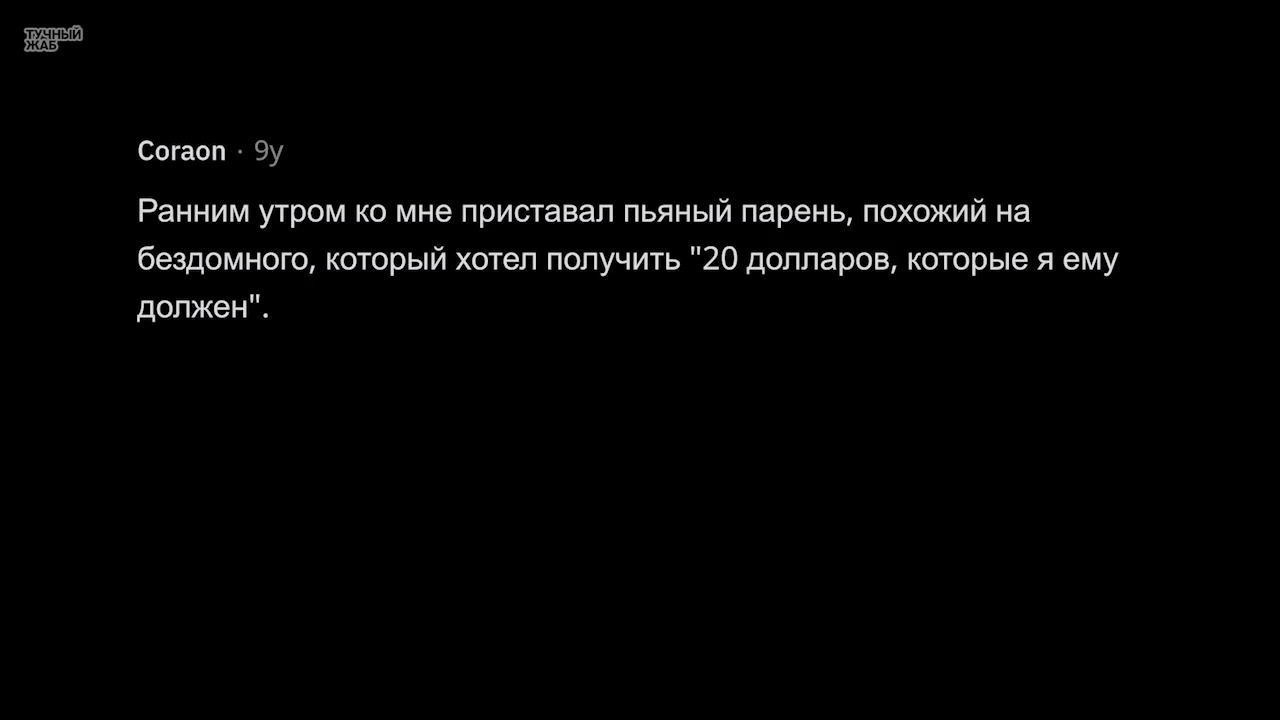 ТУЧНЫЙ
ЖАБ
Coraon · 9y
Ранним утром ко мне приставал пьяный парень, похожий на
бездомного, который хотел получить "20 долларов, которые я ему
должен".